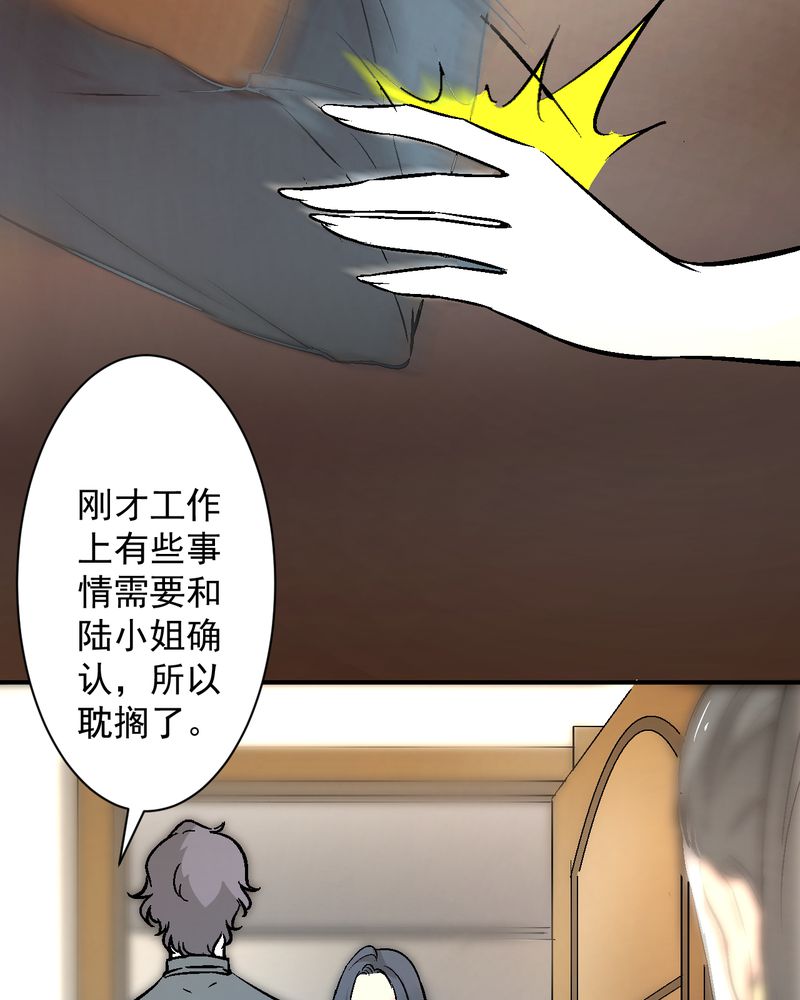 刚才工作
上有些事
情需要和
陆小姐确
认，所以
耽搁了。